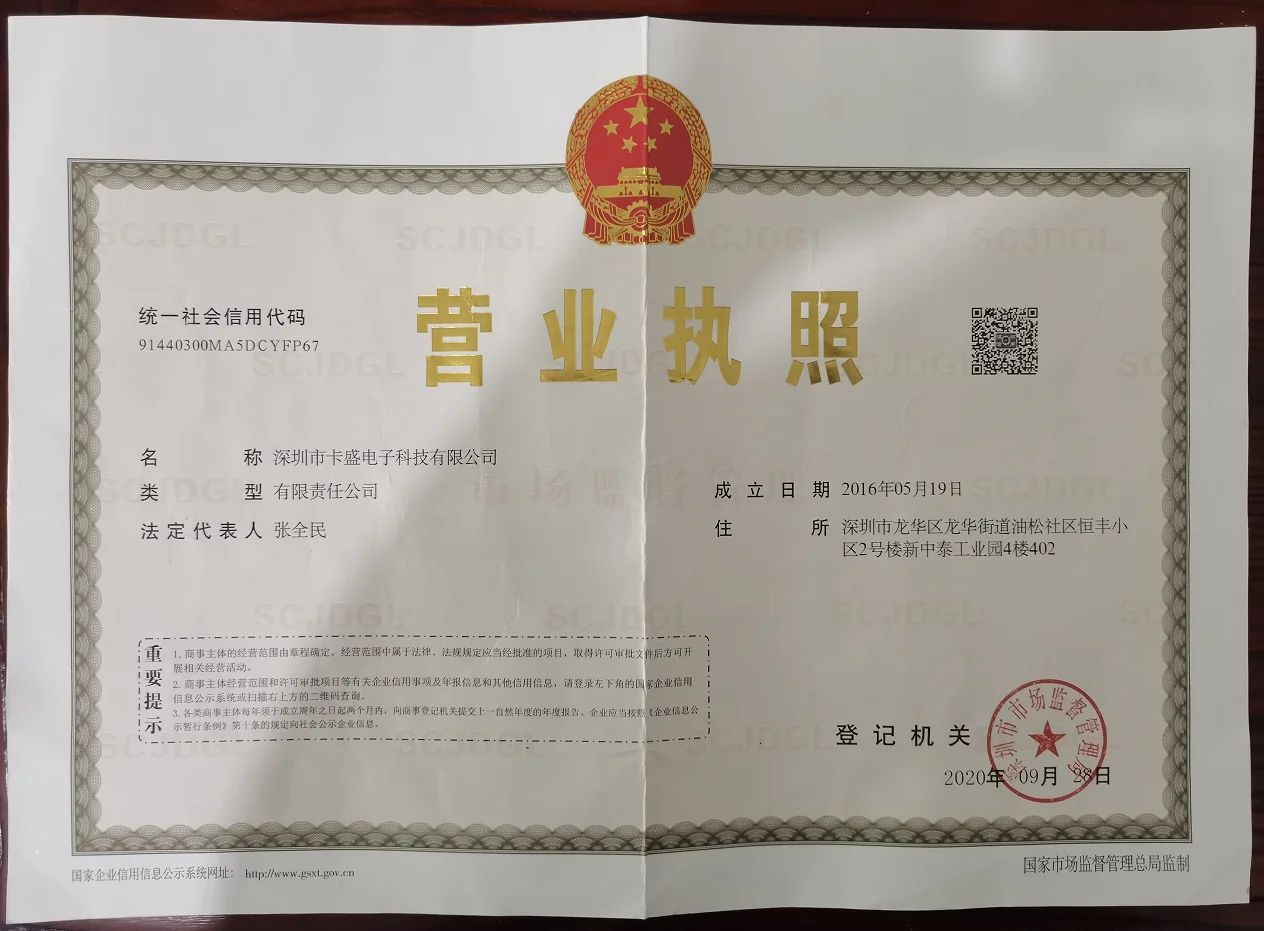 营业执照
统一社会信用代码
91440300MA5DCYFP67
名 称 深圳市卡盛电子科技有限公司
类 型 有限责任公司
法定代表人 张全民
成立日期 2016年05月19日
住 所 深圳市龙华区龙华街道油松社区恒丰小
区2号楼新中泰工业园4楼402
重要提示
1. 商事主体的经营范围由章程确定。经营范围中属于法律、法规规定应当经批准的项目，取得许可审批文件后方可开
展相关经营活动。
2. 商事主体经营范围和许可审批项目等有关企业信用事项及年报信息和其他信用信息，请登录左下角的国家企业信用
信息公示系统或扫描右上方的二维码查询。
3. 各类商事主体每年须于成立周年之日起两个月内，向商事登记机关提交上一自然年度的年度报告。企业应当按照《企业信息公
示暂行条例》第十条的规定向社会公示企业信息。
登记机关
深圳市市场监督管理局
2020年 09月 28日
国家企业信用信息公示系统网址： http://www.gsxt.gov.cn
国家市场监督管理总局监制
SCJDGL
市场监督管理